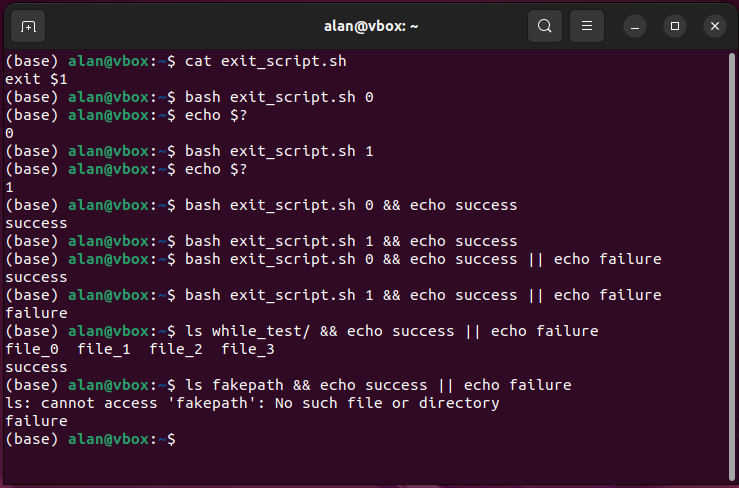 alan@vbox: ~
(base) alan@vbox:~$ cat exit_script.sh
exit $1
(base) alan@vbox:~$ bash exit_script.sh 0
(base) alan@vbox:~$ echo $?
0
(base) alan@vbox:~$ bash exit_script.sh 1
(base) alan@vbox:~$ echo $?
1
(base) alan@vbox:~$ bash exit_script.sh 0 && echo success
success
(base) alan@vbox:~$ bash exit_script.sh 1 && echo success
(base) alan@vbox:~$ bash exit_script.sh 0 && echo success || echo failure
success
(base) alan@vbox:~$ bash exit_script.sh 1 && echo success || echo failure
failure
(base) alan@vbox:~$ ls while_test/ && echo success || echo failure
file_0  file_1  file_2  file_3
success
(base) alan@vbox:~$ ls fakepath && echo success || echo failure
ls: cannot access 'fakepath': No such file or directory
failure
(base) alan@vbox:~$